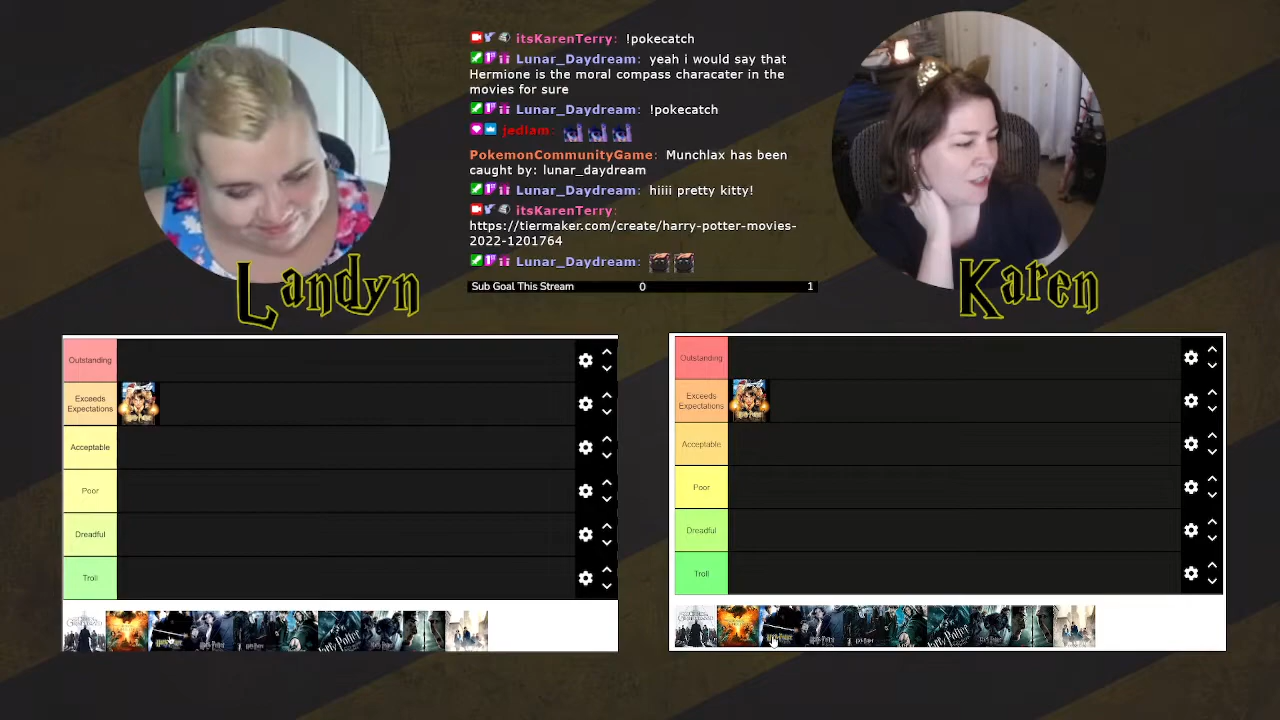 itsKarenTerry: !pokecatch
Lunar_Daydream: yeah i would say that
Hermione is the moral compass characater in the
movies for sure
Lunar_Daydream: !pokecatch
jedlam:
PokemonCommunityGame: Munchlax has been
caught by: lunar_daydream
Lunar_Daydream: hiiii pretty kitty!
itsKarenTerry:
https://tiermaker.com/create/harry-potter-movies-
2022-1201764
Lunar_Daydream:
Sub Goal This Stream 0 1
Landyn
Karen
Outstanding
Exceeds
Expectations
Acceptable
Poor
Dreadful
Troll
Outstanding
Exceeds
Expectations
Acceptable
Poor
Dreadful
Troll